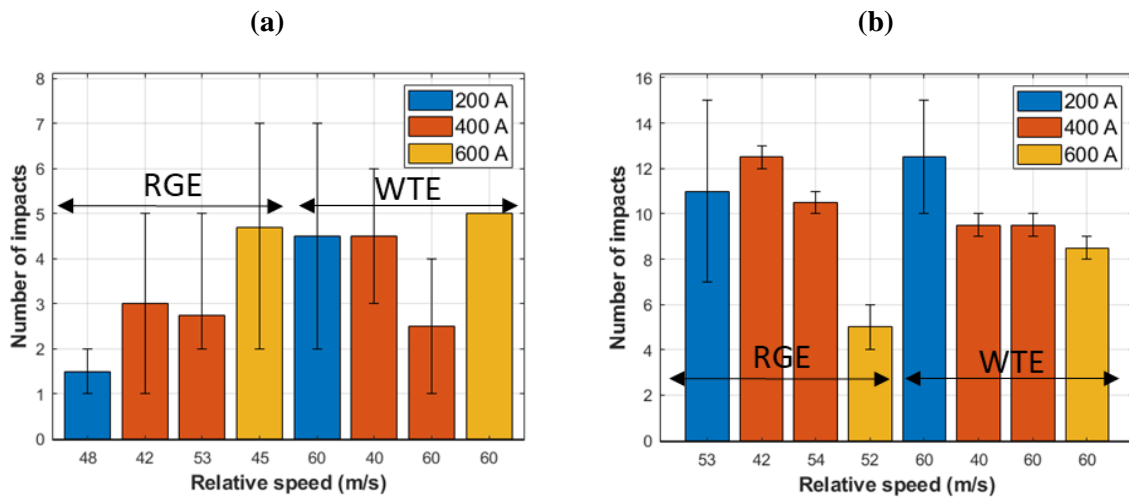 (a)
8
7
6
5
4
3
2
1
0
Number of impacts
200 A
400 A
600 A
RGE
WTE
48 42 53 45 60 40 60 60
Relative speed (m/s)
(b)
16
14
12
10
8
6
4
2
0
Number of impacts
200 A
400 A
600 A
RGE
WTE
53 42 54 52 60 40 60 60
Relative speed (m/s)